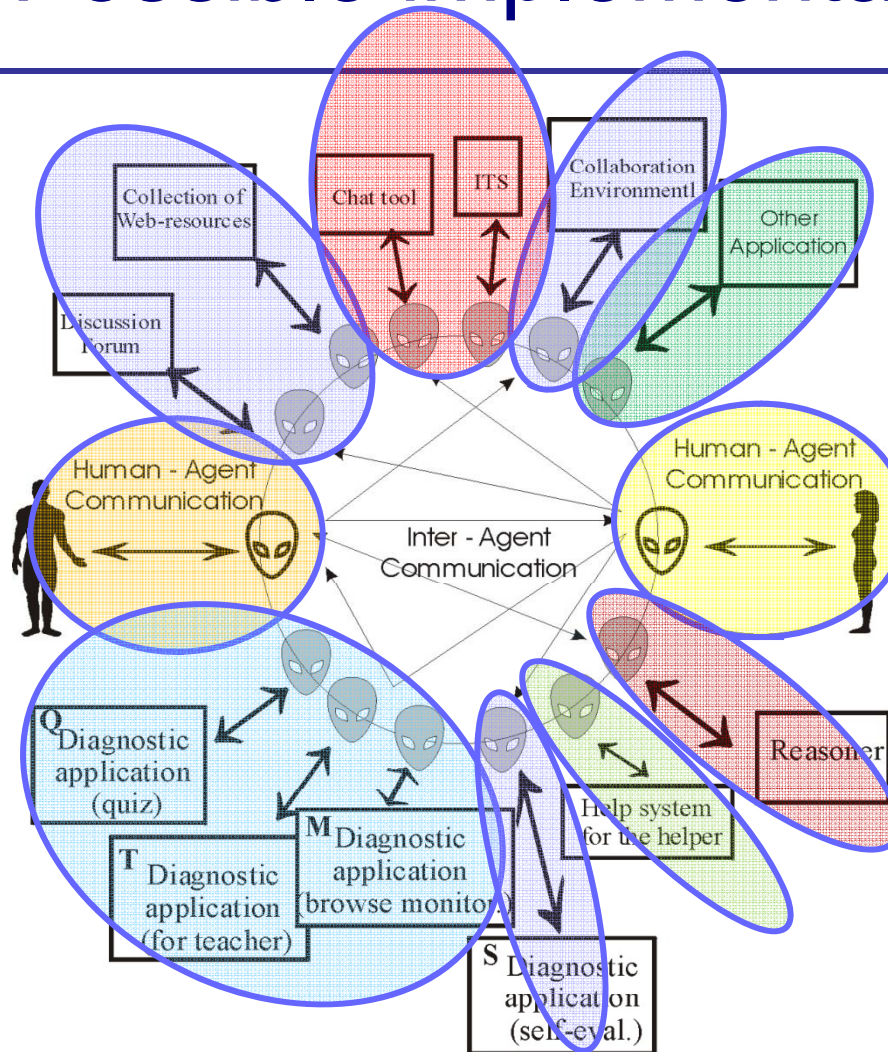 Chat tool
ITS
Collaboration
Environmentl
Collection of
Web-resources
Other
Application
Discussion
Forum
Human - Agent
Communication
Human - Agent
Communication
Inter - Agent
Communication
Q
Diagnostic
application
(quiz)
T
Diagnostic
application
(for teacher)
M
Diagnostic
application
(browse monitor.)
S
Diagnostic
application
(self-eval.)
Help system
for the helper
Reasoner